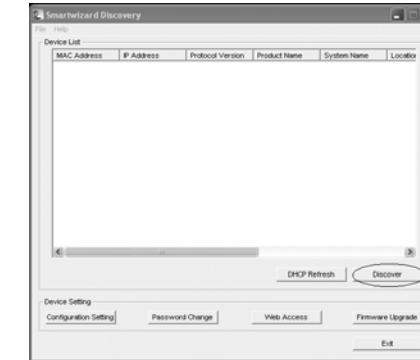 Smartwizard Discovery
File Help
Device List
MAC Address IP Address Protocol Version Product Name System Name Location
DHCP Refresh Discover
Device Setting
Configuration Setting Password Change Web Access Firmware Upgrade
Exit